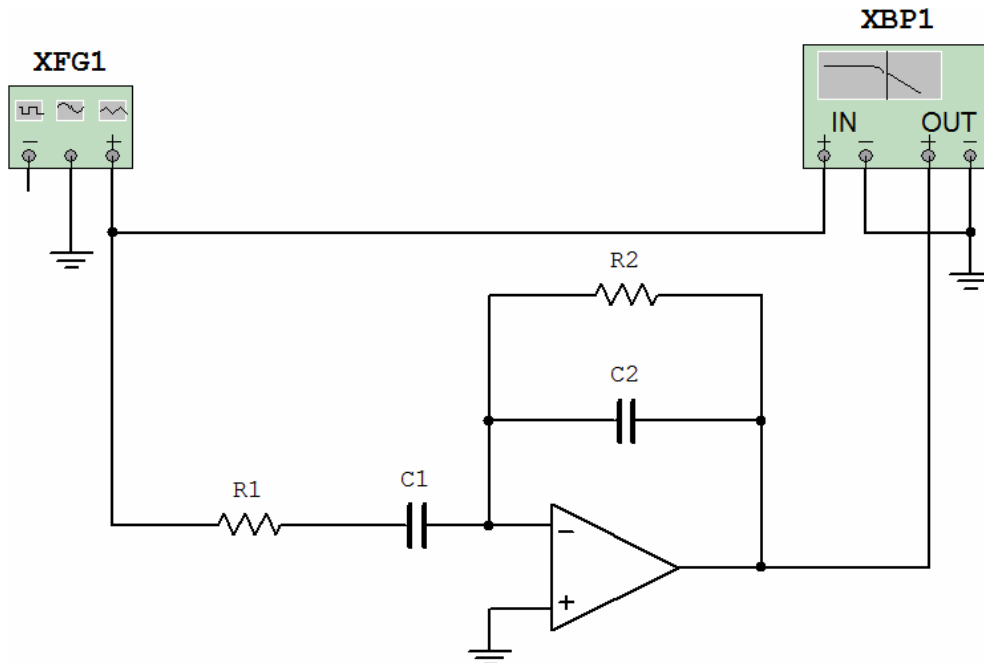 XBP1
XFG1
IN OUT
+ − + −
− +
R2
C2
R1
C1
−
+